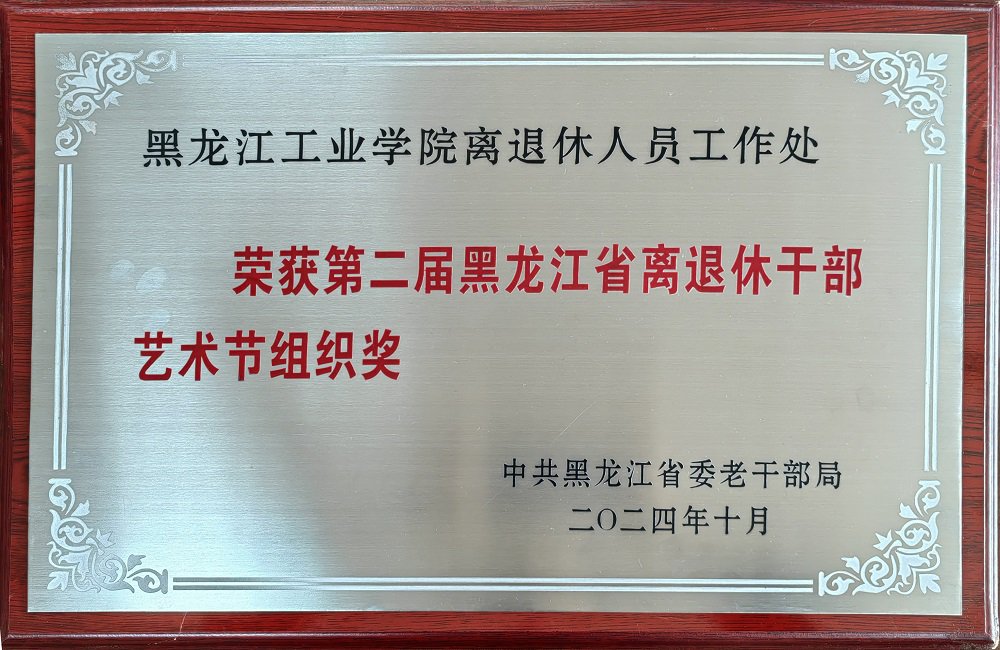 黑龙江工业学院离退休人员工作处
荣获第二届黑龙江省离退休干部
艺术节组织奖
中共黑龙江省委老干部局
二〇二四年十月